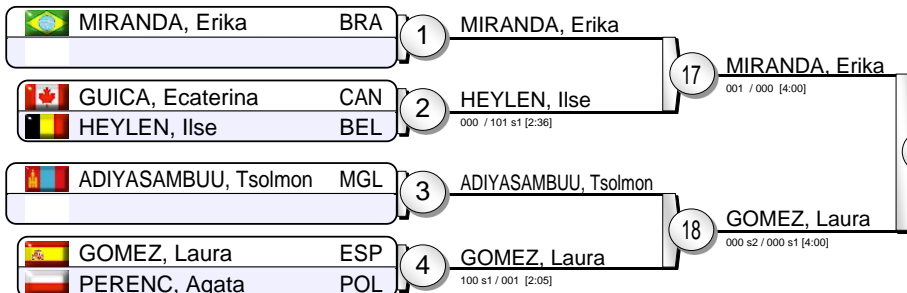 MIRANDA, Erika BRA
1
MIRANDA, Erika
17
MIRANDA, Erika
001 / 000 [4:00]
GUICA, Ecaterina CAN
HEYLEN, Ilse BEL
2
HEYLEN, Ilse
000 / 101 s1 [2:36]
ADIYASAMBUU, Tsolmon MGL
3
ADIYASAMBUU, Tsolmon
18
GOMEZ, Laura
000 s2 / 000 s1 [4:00]
GOMEZ, Laura ESP
PERENC, Agata POL
4
GOMEZ, Laura
100 s1 / 001 [2:05]